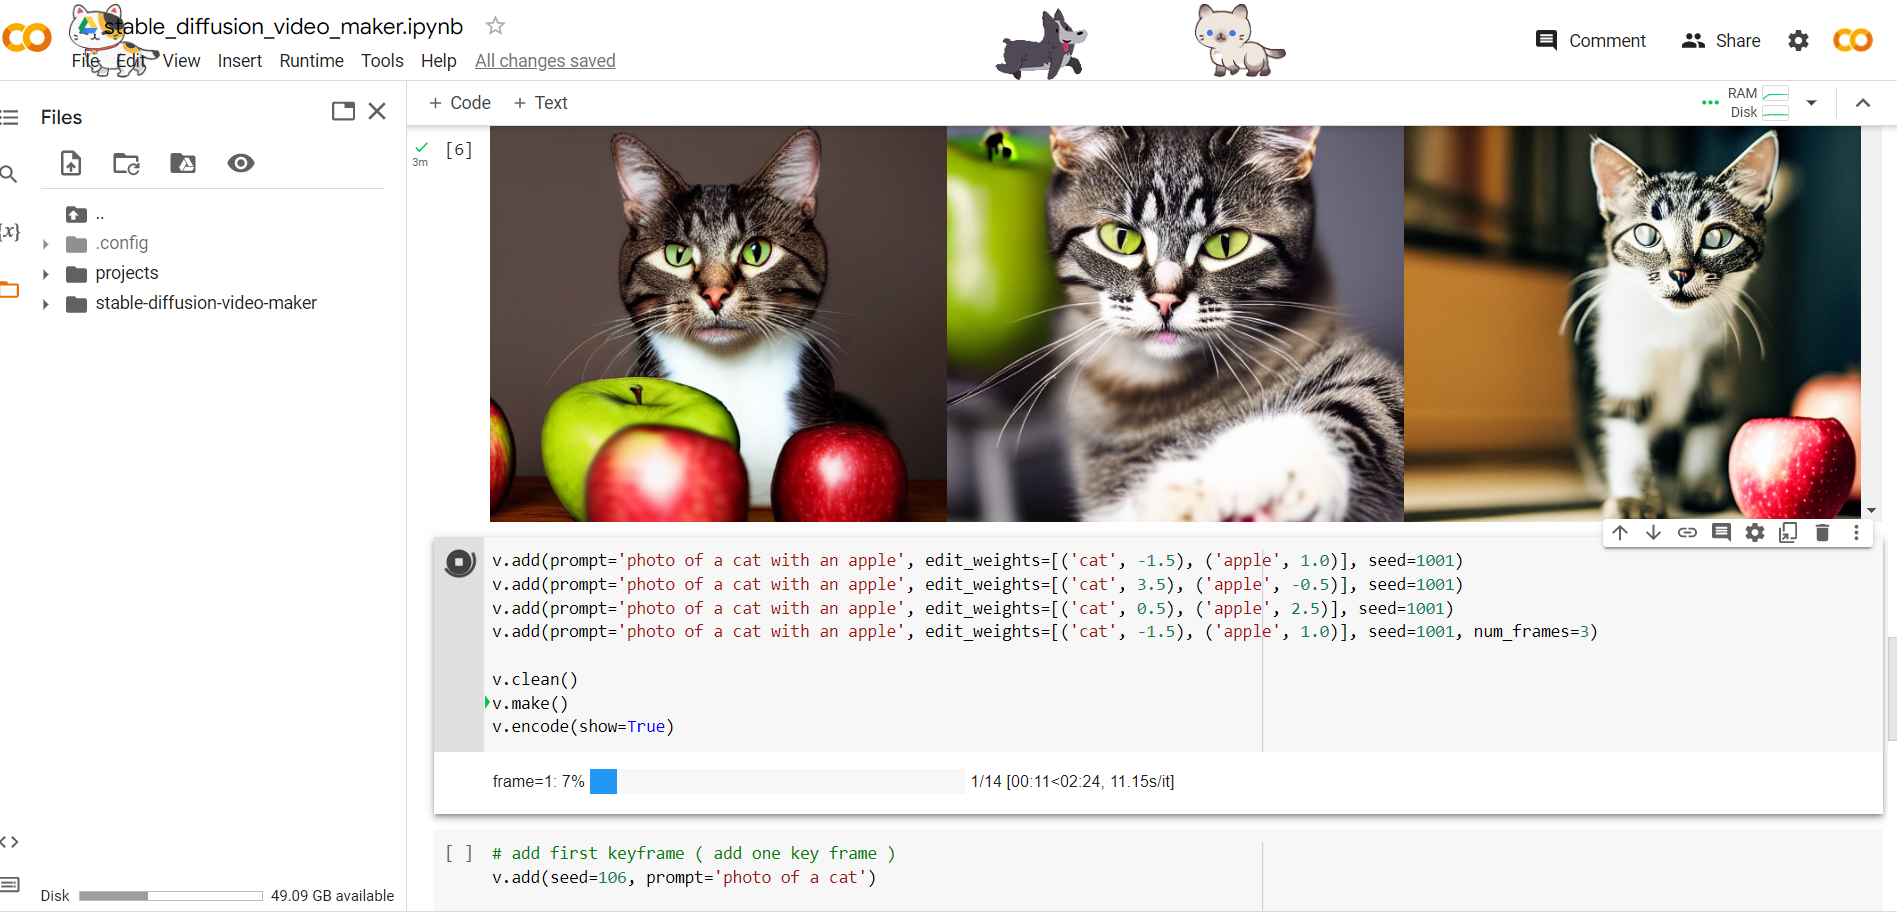 stable_diffusion_video_maker.ipynb
File Edit View Insert Runtime Tools Help All changes saved
Comment Share
Files
+ Code + Text
RAM
Disk
[6]
3m
{x}
..
.config
projects
stable-diffusion-video-maker
v.add(prompt='photo of a cat with an apple', edit_weights=[('cat', -1.5), ('apple', 1.0)], seed=1001)
v.add(prompt='photo of a cat with an apple', edit_weights=[('cat', 3.5), ('apple', -0.5)], seed=1001)
v.add(prompt='photo of a cat with an apple', edit_weights=[('cat', 0.5), ('apple', 2.5)], seed=1001)
v.add(prompt='photo of a cat with an apple', edit_weights=[('cat', -1.5), ('apple', 1.0)], seed=1001, num_frames=3)
v.clean()
v.make()
v.encode(show=True)
frame=1: 7% 1/14 [00:11<02:24, 11.15s/it]
[ ] # add first keyframe ( add one key frame )
v.add(seed=106, prompt='photo of a cat')
Disk 49.09 GB available